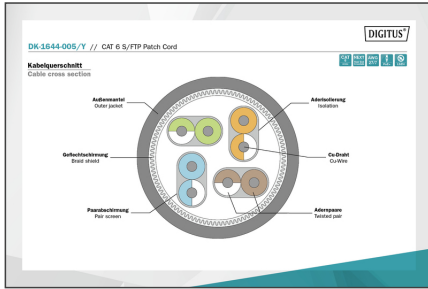 DIGITUS®
DK-1644-005/Y // CAT 6 S/FTP Patch Cord
Kabelquerschnitt
Cable cross section
Außenmantel
Outer jacket
Aderisolierung
Isolation
Geflechtschirmung
Braid shield
Cu-Draht
Cu-Wire
Paarabschirmung
Pair screen
Adernpaare
Twisted pair